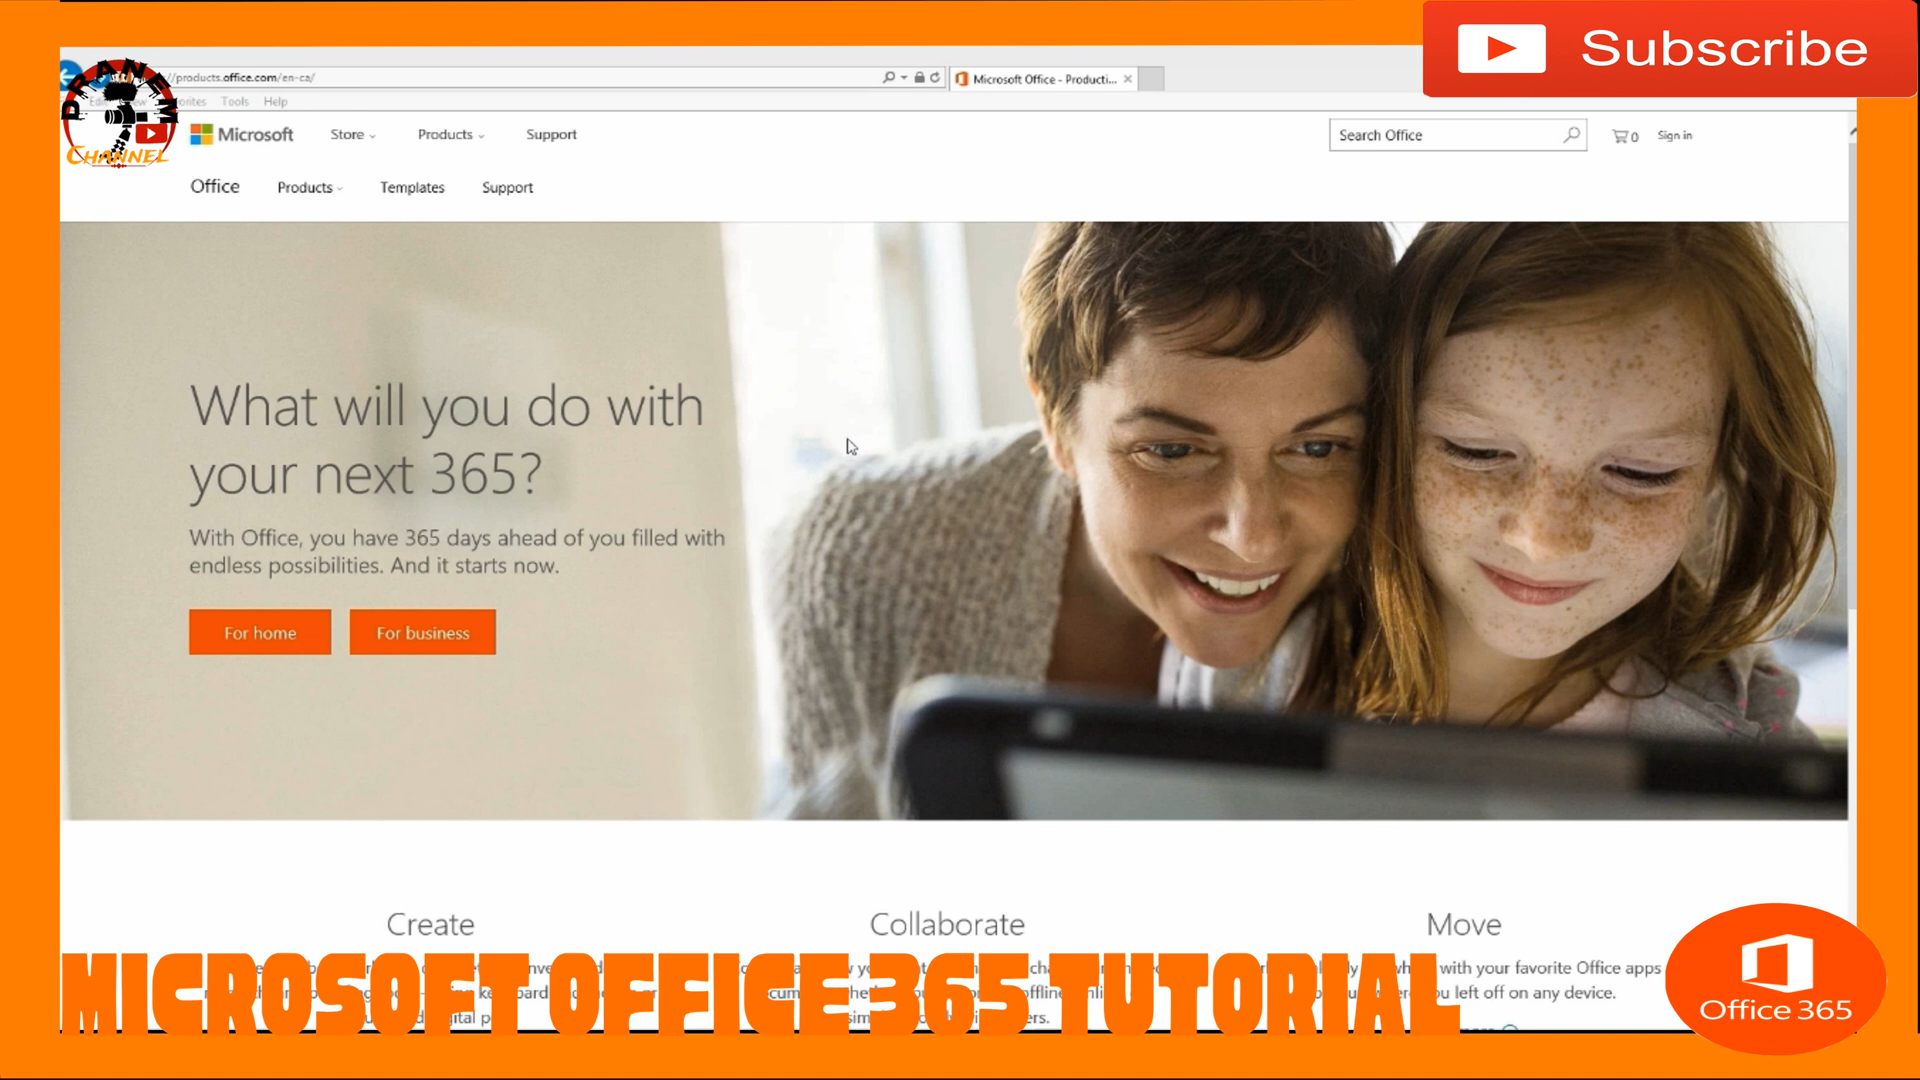 Subscribe
//products.office.com/en-ca/
Microsoft Office - Producti...
Tools Help
DRANEM
CHANNEL
Microsoft Store Products Support
Search Office
0 Sign in
Office Products Templates Support
What will you do with
your next 365?
With Office, you have 365 days ahead of you filled with
endless possibilities. And it starts now.
For home For business
Create Collaborate Move
with your favorite Office apps
left off on any device.
MICROSOFT OFFICE 365 TUTORIAL
Office 365